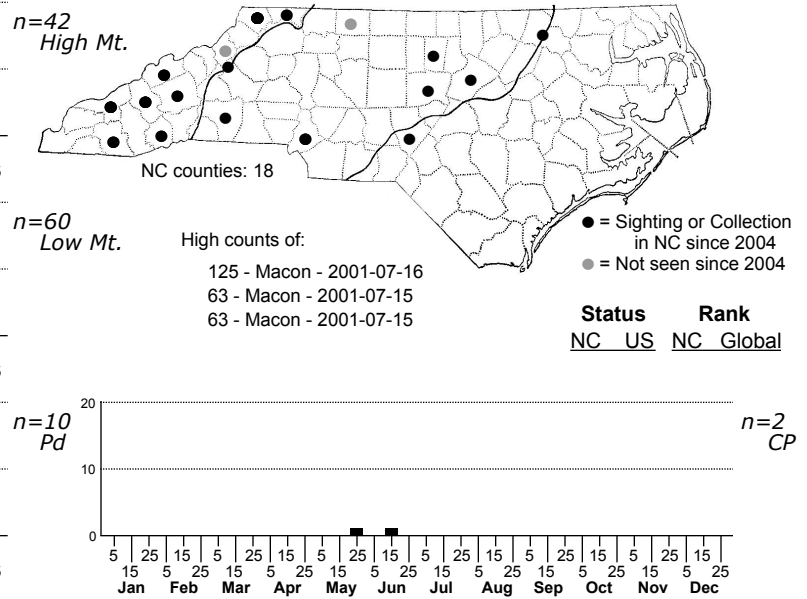 n=42
High Mt.
NC counties: 18
n=60
Low Mt.
High counts of:
125 - Macon - 2001-07-16
63 - Macon - 2001-07-15
63 - Macon - 2001-07-15
= Sighting or Collection
in NC since 2004
= Not seen since 2004
Status Rank
NC US NC Global
n=10
Pd
n=2
CP
20
10
0
5 25 15 5 25 15 5 25 15 5 25 15 5 25 15 5 25 15
15 5 25 15 5 25 15 5 25 15 5 25 15 5 25 15 5 25
Jan Feb Mar Apr May Jun Jul Aug Sep Oct Nov Dec